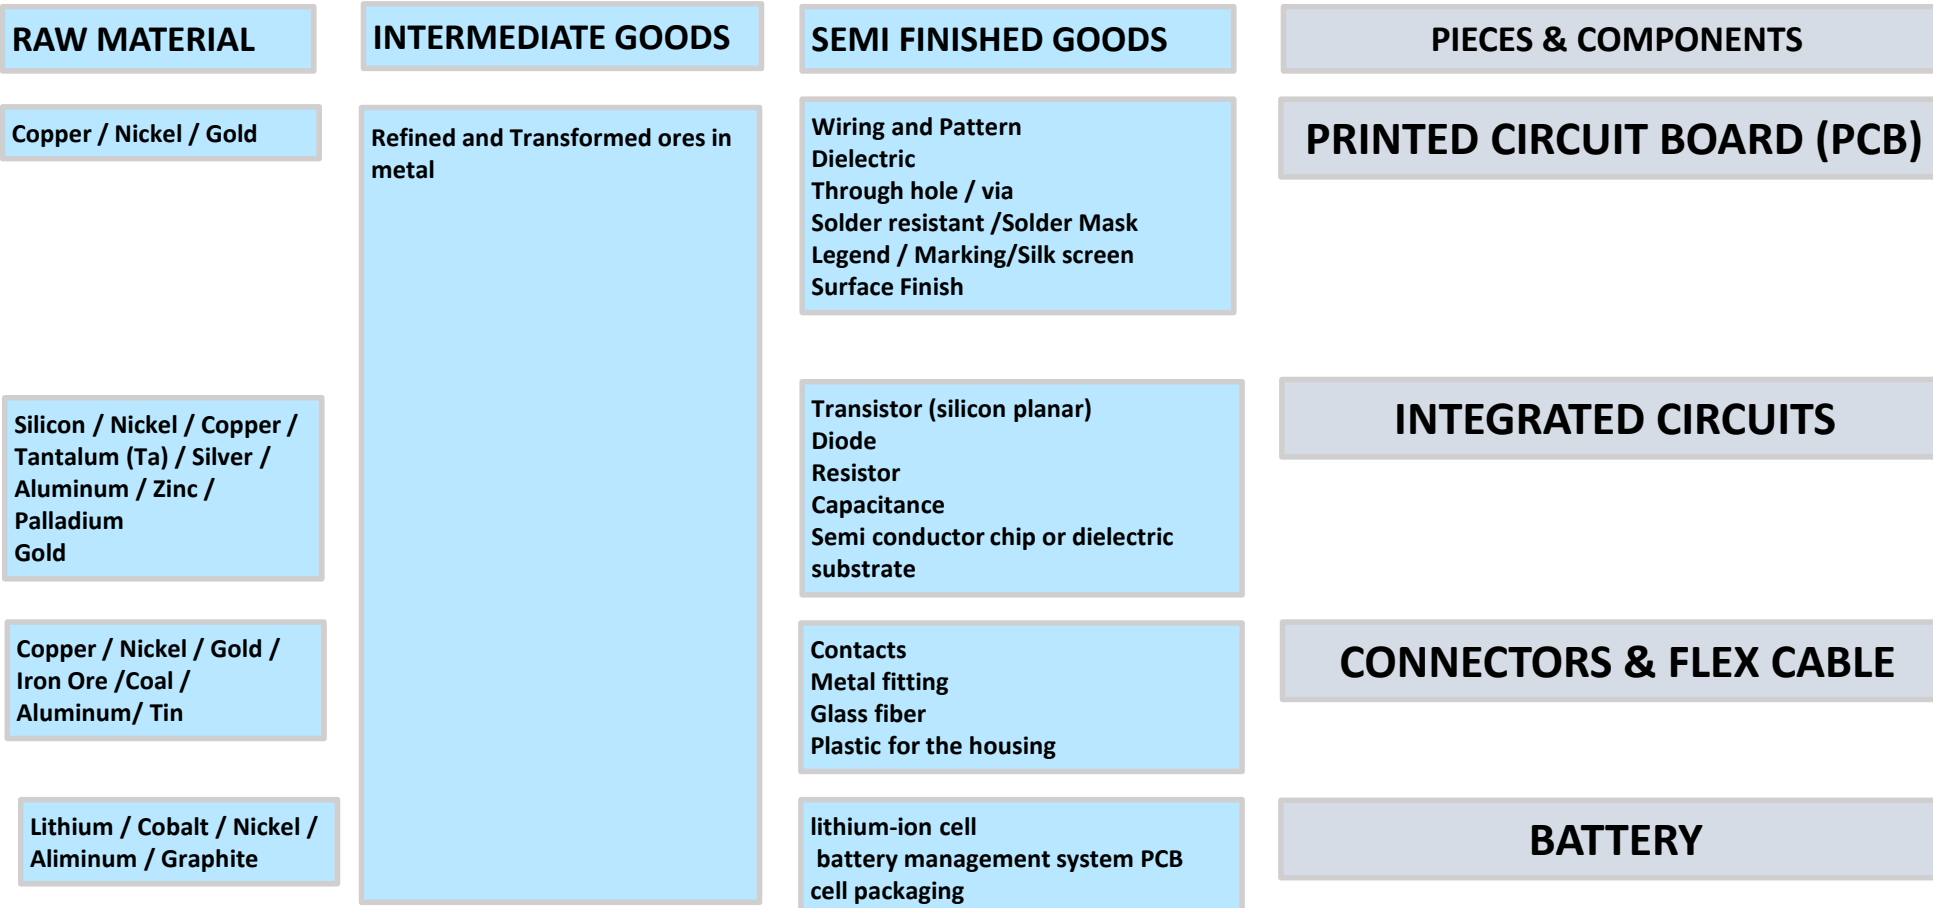 RAW MATERIAL
INTERMEDIATE GOODS
SEMI FINISHED GOODS
PIECES & COMPONENTS
Copper / Nickel / Gold
Refined and Transformed ores in
metal
Wiring and Pattern
Dielectric
Through hole / via
Solder resistant /Solder Mask
Legend / Marking/Silk screen
Surface Finish
PRINTED CIRCUIT BOARD (PCB)
Silicon / Nickel / Copper /
Tantalum (Ta) / Silver /
Aluminum / Zinc /
Palladium
Gold
Transistor (silicon planar)
Diode
Resistor
Capacitance
Semi conductor chip or dielectric
substrate
INTEGRATED CIRCUITS
Copper / Nickel / Gold /
Iron Ore /Coal /
Aluminum/ Tin
Contacts
Metal fitting
Glass fiber
Plastic for the housing
CONNECTORS & FLEX CABLE
Lithium / Cobalt / Nickel /
Aliminum / Graphite
lithium-ion cell
battery management system PCB
cell packaging
BATTERY